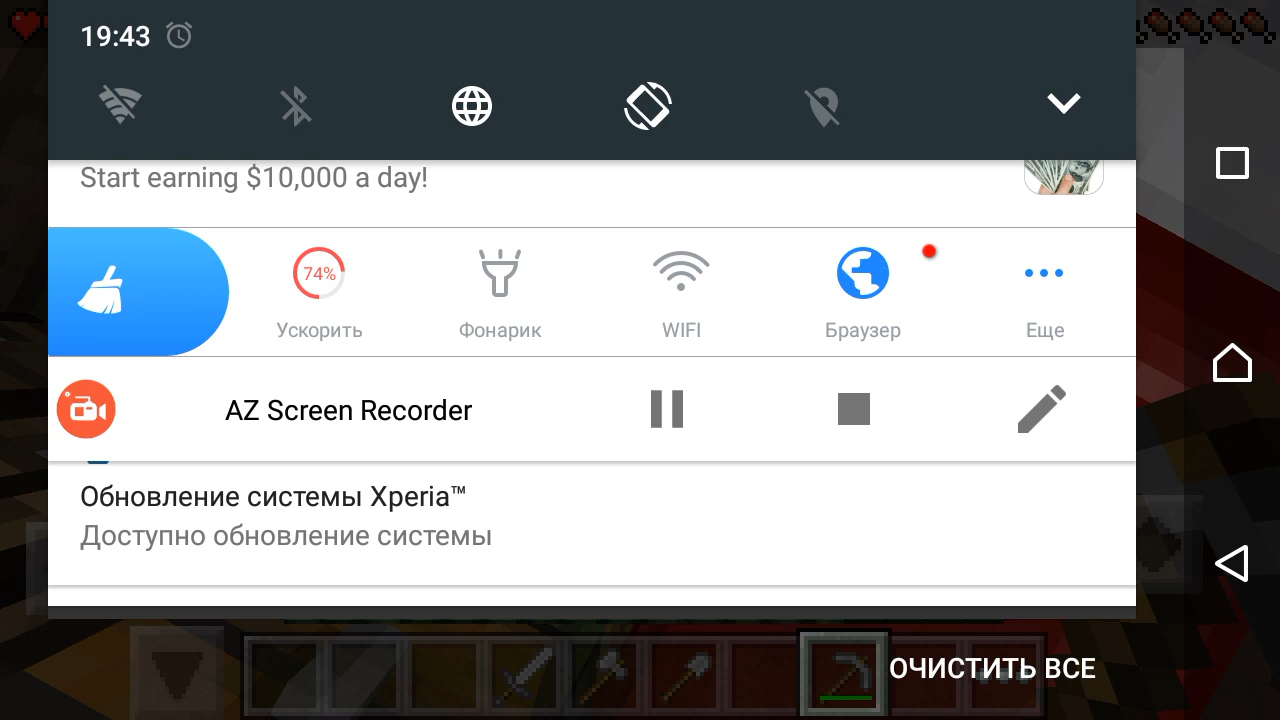 19:43
Start earning $10,000 a day!
74%
Ускорить
Фонарик
WIFI
Браузер
Еще
AZ Screen Recorder
Обновление системы Xperia™
Доступно обновление системы
ОЧИСТИТЬ ВСЕ